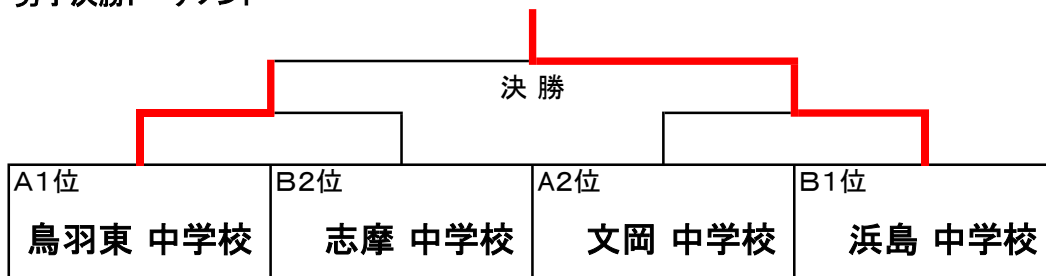 決 勝
A1位 B2位 A2位 B1位
鳥羽東 中学校 志摩 中学校 文岡 中学校 浜島 中学校